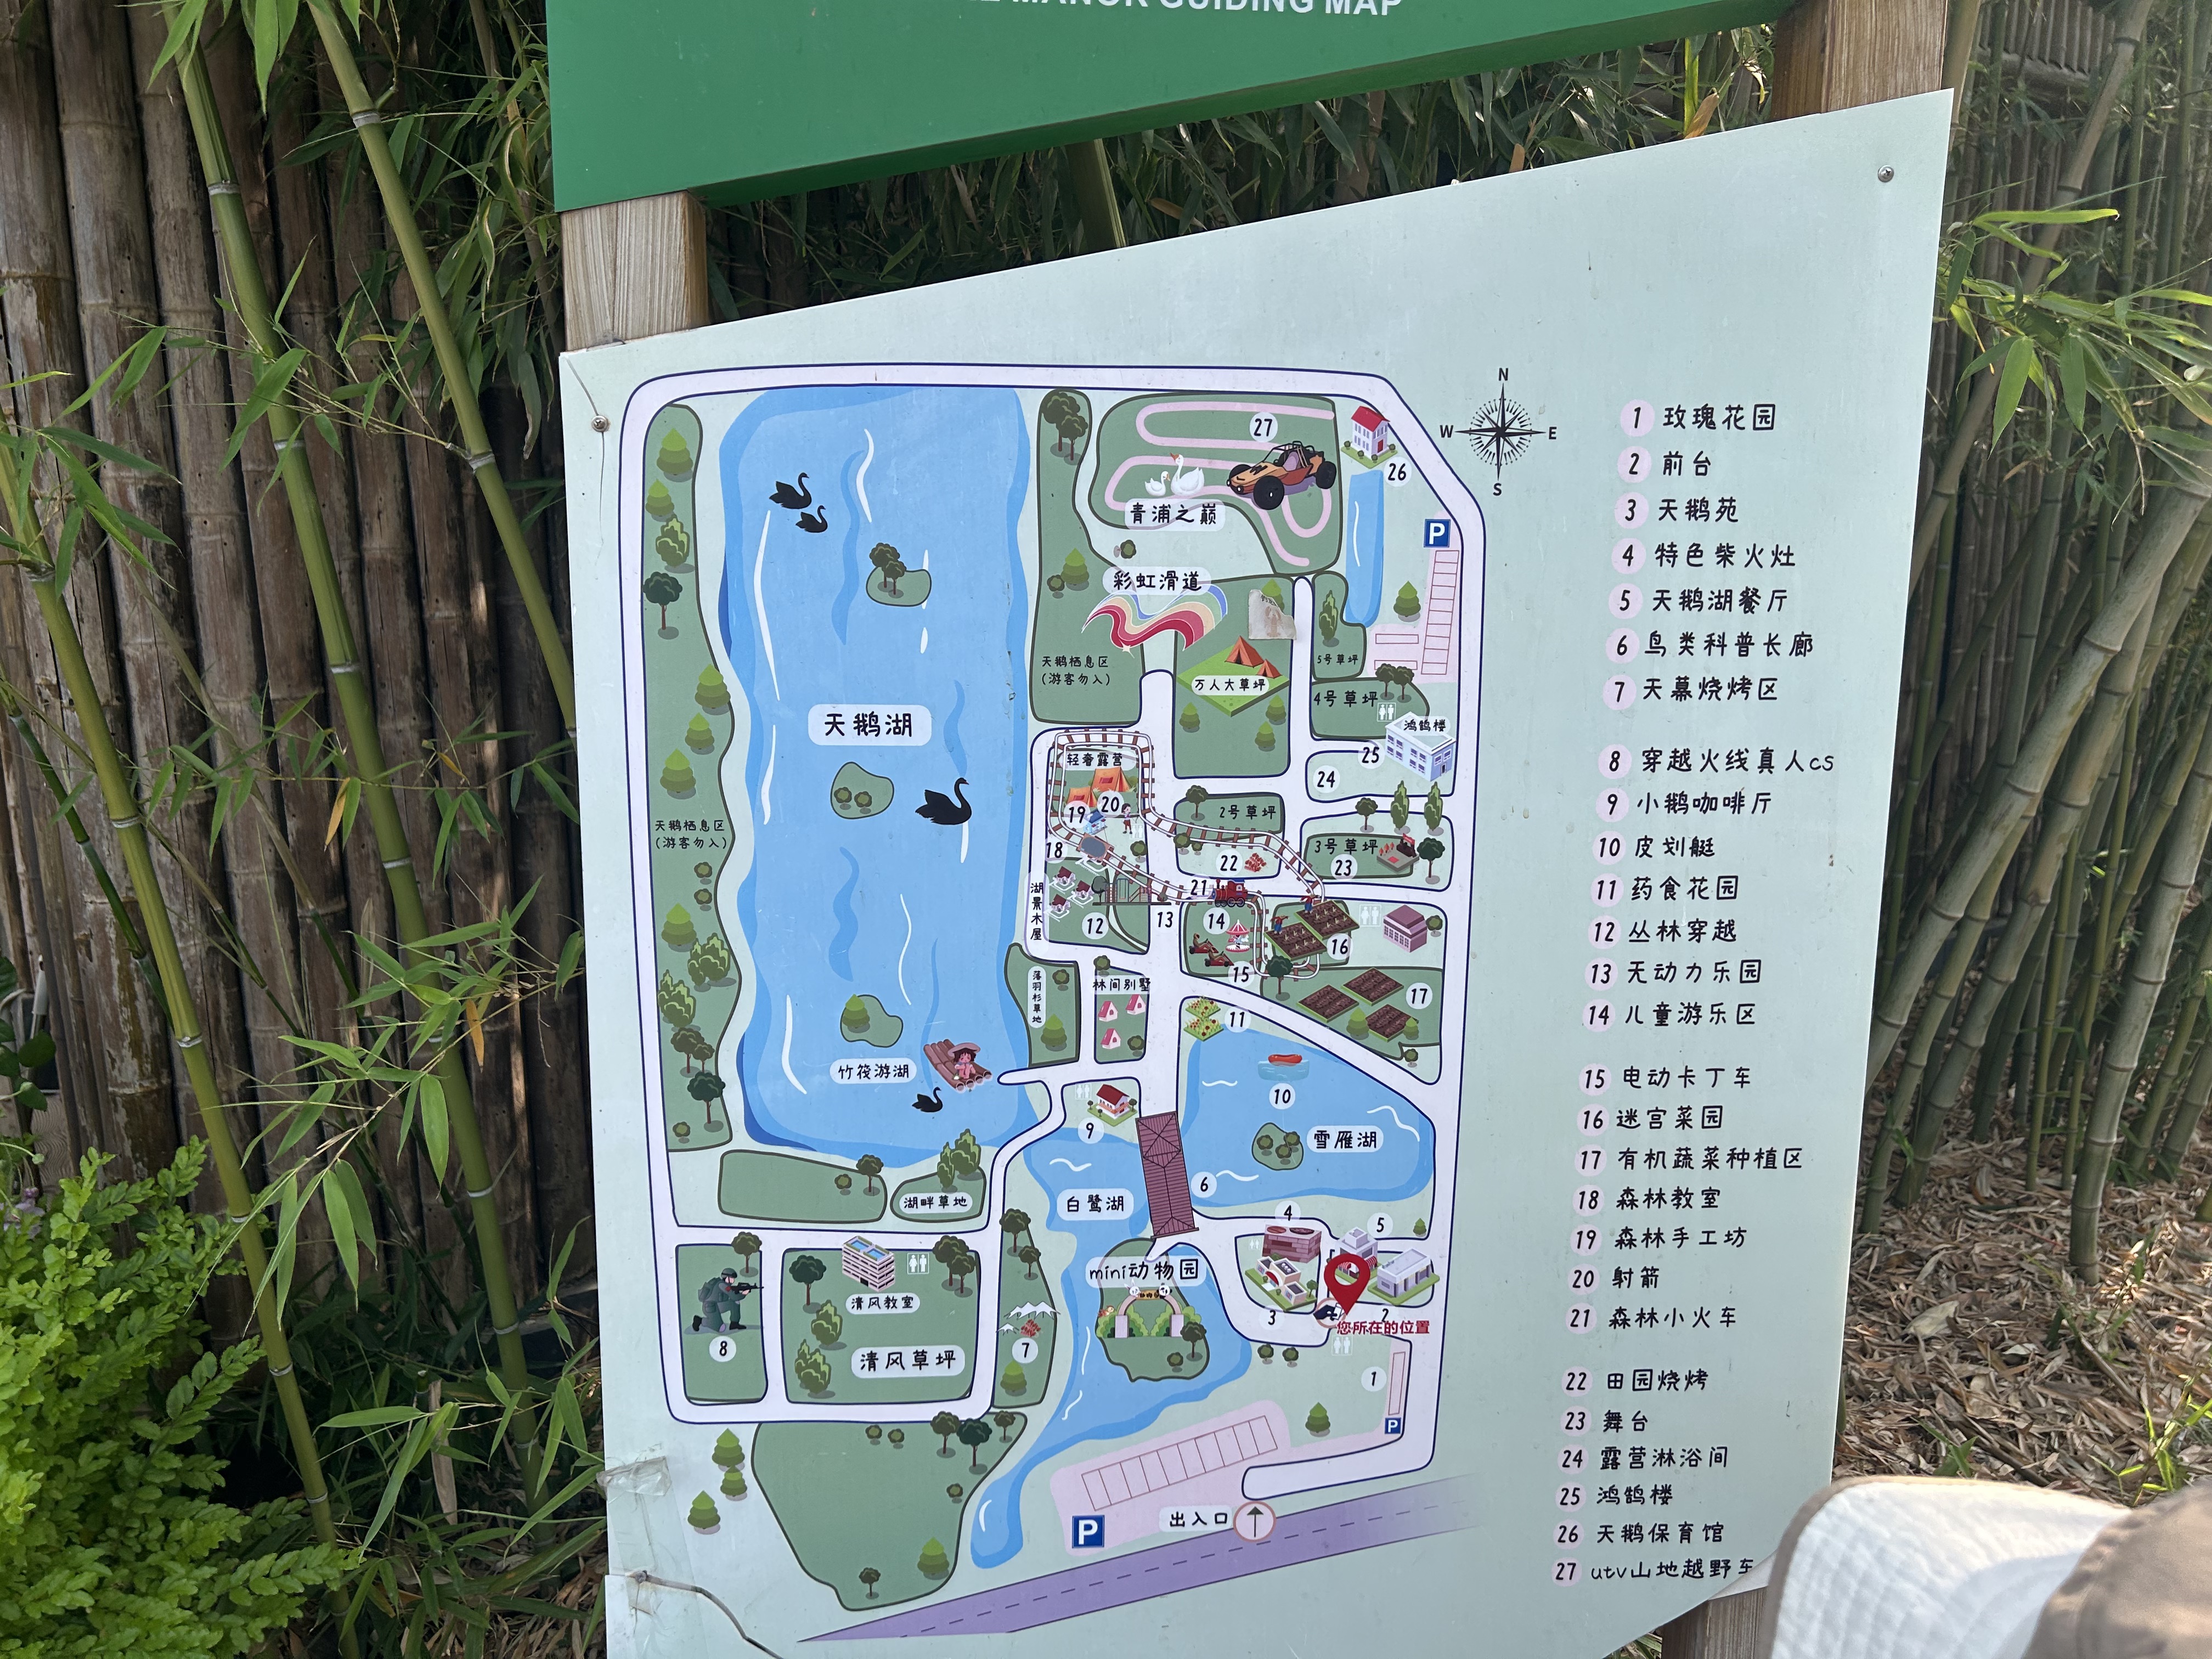 MANOR GUIDING MAP
N
W
E
S
27
26
青浦之巅
P
彩虹滑道
天鹅栖息区
(游客勿入)
万人大草坪
5号草坪
4号草坪
鸿鹄楼
25
24
天鹅湖
轻奢露营
20
19
18
2号草坪
22
3号草坪
23
天鹅栖息区
(游客勿入)
湖景木屋
21
12
13
14
16
15
17
落羽杉草地
林间别墅
11
竹筏游湖
10
9
雪雁湖
6
白鹭湖
湖畔草地
4
5
mini动物园
清风教室
3
2
您所在的位置
8
7
清风草坪
1
P
出入口
P
1 玫瑰花园
2 前台
3 天鹅苑
4 特色柴火灶
5 天鹅湖餐厅
6 鸟类科普长廊
7 天幕烧烤区
8 穿越火线真人cs
9 小鹅咖啡厅
10 皮划艇
11 药食花园
12 丛林穿越
13 无动力乐园
14 儿童游乐区
15 电动卡丁车
16 迷宫菜园
17 有机蔬菜种植区
18 森林教室
19 森林手工坊
20 射箭
21 森林小火车
22 田园烧烤
23 舞台
24 露营淋浴间
25 鸿鹄楼
26 天鹅保育馆
27 utv山地越野车